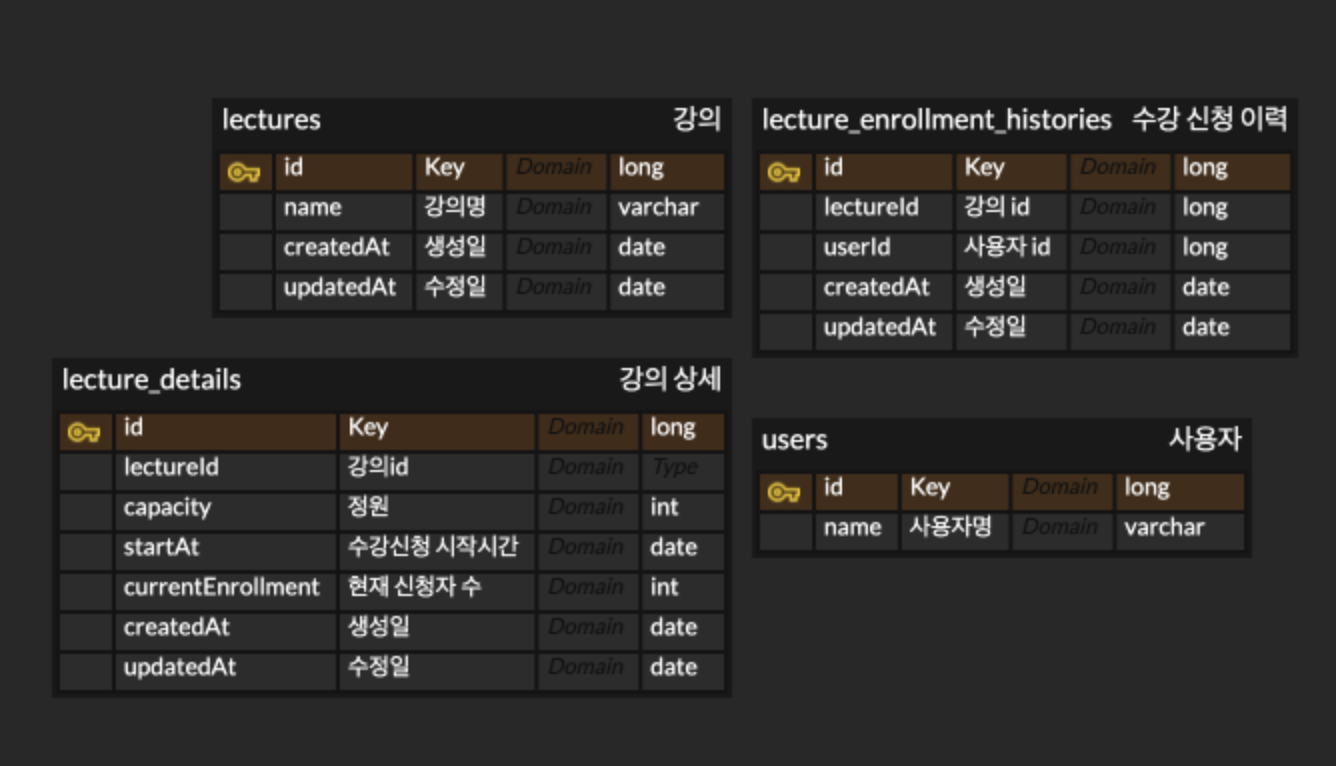 lectures 강의
id Key Domain long
name 강의명 Domain varchar
createdAt 생성일 Domain date
updatedAt 수정일 Domain date
lecture_enrollment_histories 수강 신청 이력
id Key Domain long
lectureId 강의 id Domain long
userId 사용자 id Domain long
createdAt 생성일 Domain date
updatedAt 수정일 Domain date
lecture_details 강의 상세
id Key Domain long
lectureId 강의id Domain Type
capacity 정원 Domain int
startAt 수강신청 시작시간 Domain date
currentEnrollment 현재 신청자 수 Domain int
createdAt 생성일 Domain date
updatedAt 수정일 Domain date
users 사용자
id Key Domain long
name 사용자명 Domain varchar